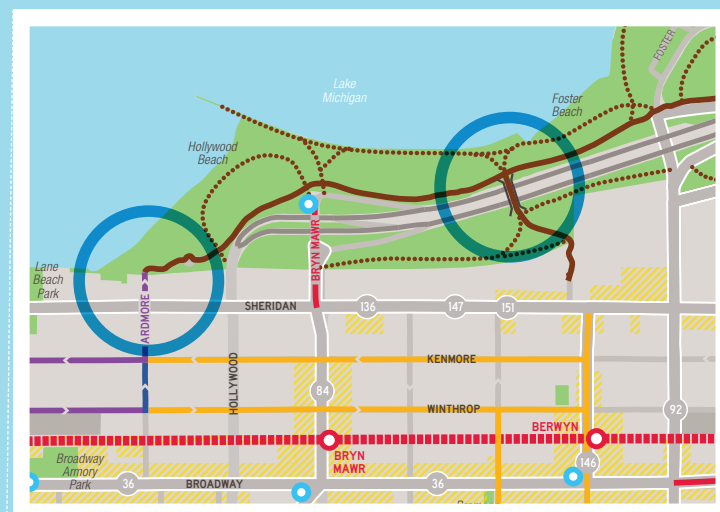 FOSTER
Lake
Michigan
Foster
Beach
Hollywood
Beach
BRYN MAWR
Lane
Beach
Park
ARDMORE
SHERIDAN
136
147
151
HOLLYWOOD
KENMORE
84
WINTHROP
92
BERWYN
BRYN
MAWR
Broadway
Armory
Park
146
36
BROADWAY
36